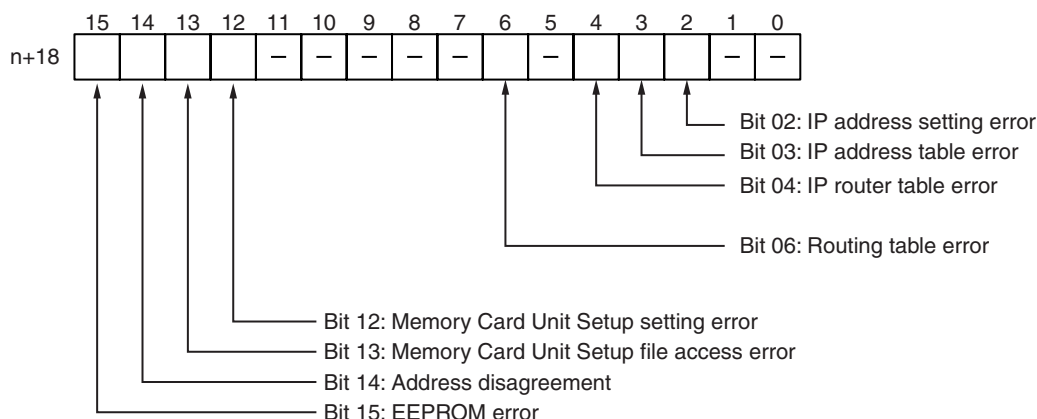 15 14 13 12 11 10 9 8 7 6 5 4 3 2 1 0
n+18 – – – – – – – –
Bit 02: IP address setting error
Bit 03: IP address table error
Bit 04: IP router table error
Bit 06: Routing table error
Bit 12: Memory Card Unit Setup setting error
Bit 13: Memory Card Unit Setup file access error
Bit 14: Address disagreement
Bit 15: EEPROM error